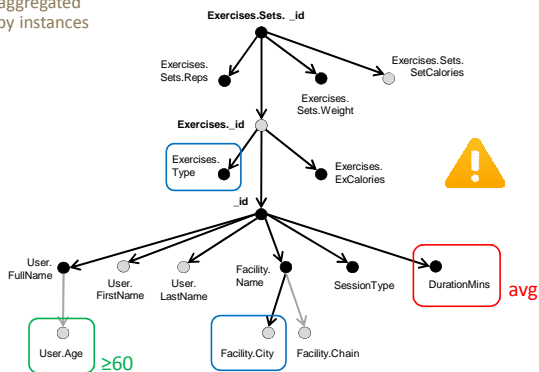 aggregated
by instances
Exercises.Sets. _id
Exercises.
Sets.Reps
Exercises.
Sets.Weight
Exercises.Sets.
SetCalories
Exercises._id
Exercises.
Type
Exercises.
ExCalories
_id
User.
FullName
User.
FirstName
User.
LastName
Facility.
Name
SessionType
DurationMins
avg
User.Age
≥60
Facility.City
Facility.Chain